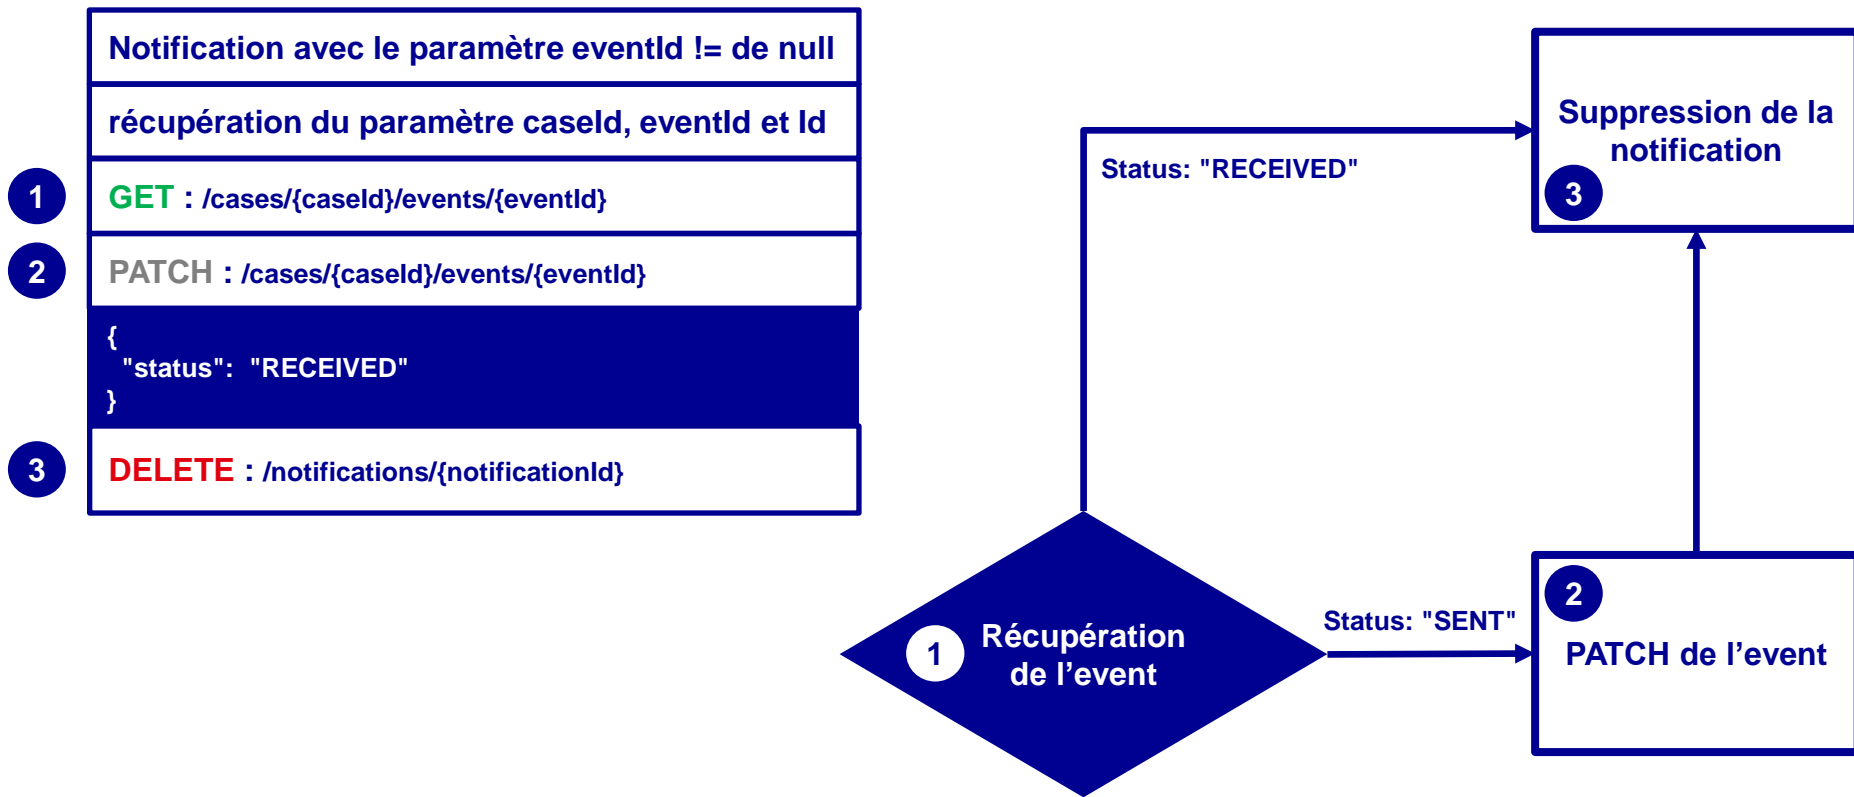 Notification avec le paramètre eventId != de null
récupération du paramètre caseId, eventId et Id
1
GET : /cases/{caseId}/events/{eventId}
2
PATCH : /cases/{caseId}/events/{eventId}
{
"status": "RECEIVED"
}
3
DELETE : /notifications/{notificationId}
Status: "RECEIVED"
Suppression de la
notification
3
1
Récupération
de l’event
Status: "SENT"
2
PATCH de l’event